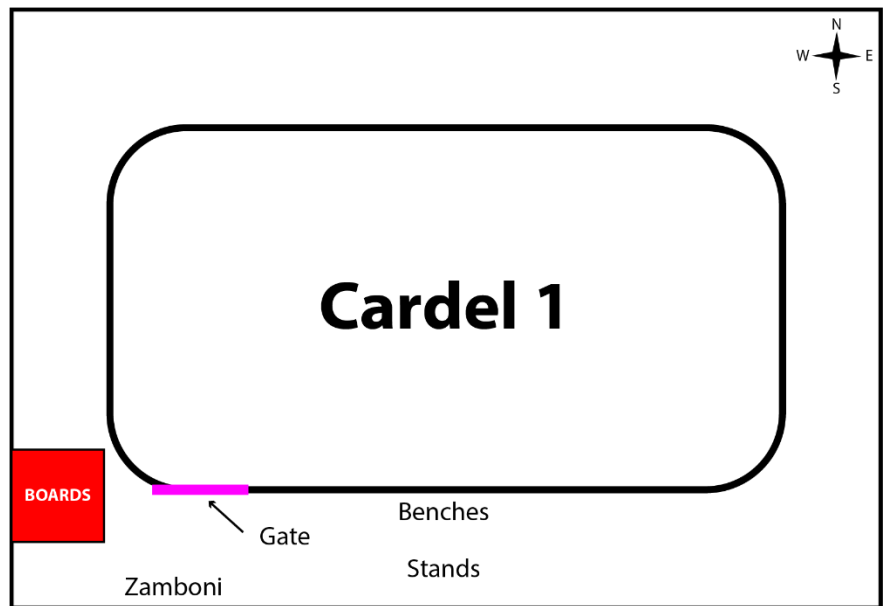 N
W E
S
Cardel 1
BOARDS
Benches
Gate
Stands
Zamboni